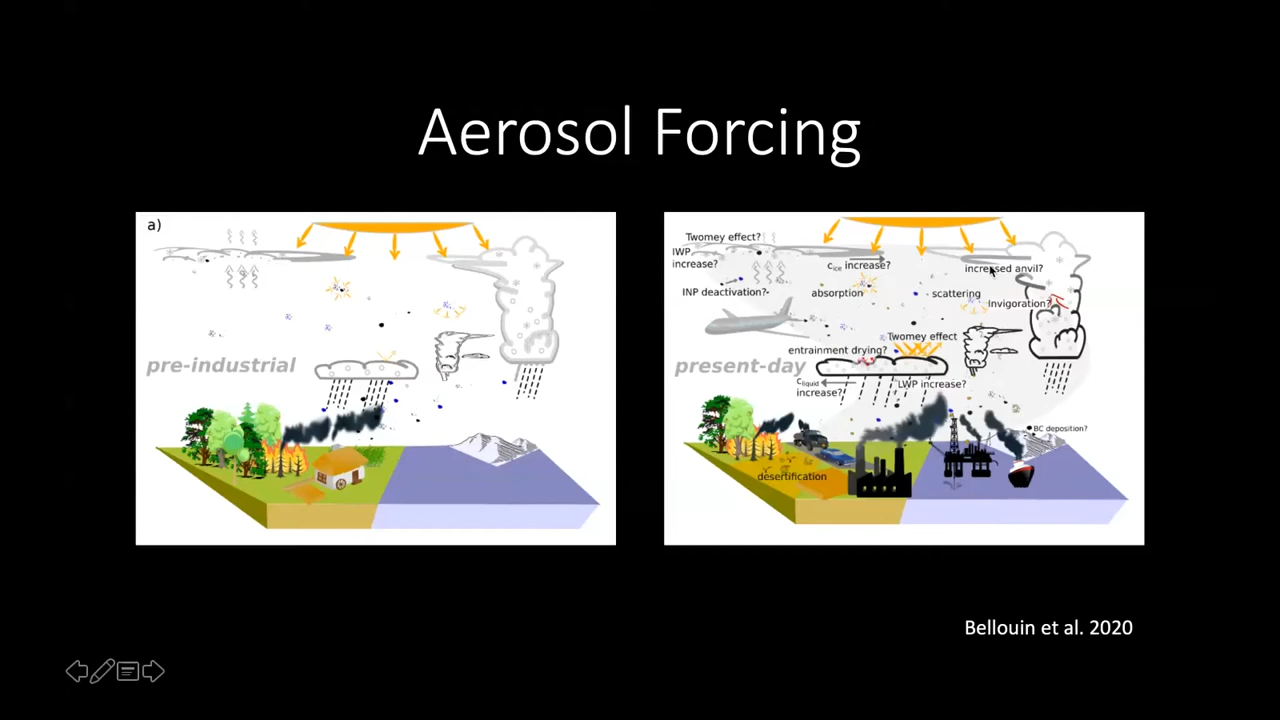 Aerosol Forcing
a)
pre-industrial
Twomey effect?
IWP
increase?
cice increase?
increased anvil?
INP deactivation?
absorption
scattering
Invigoration?
Twomey effect
entrainment drying?
present-day
cliquid
increase?
LWP increase?
BC deposition?
desertification
Bellouin et al. 2020